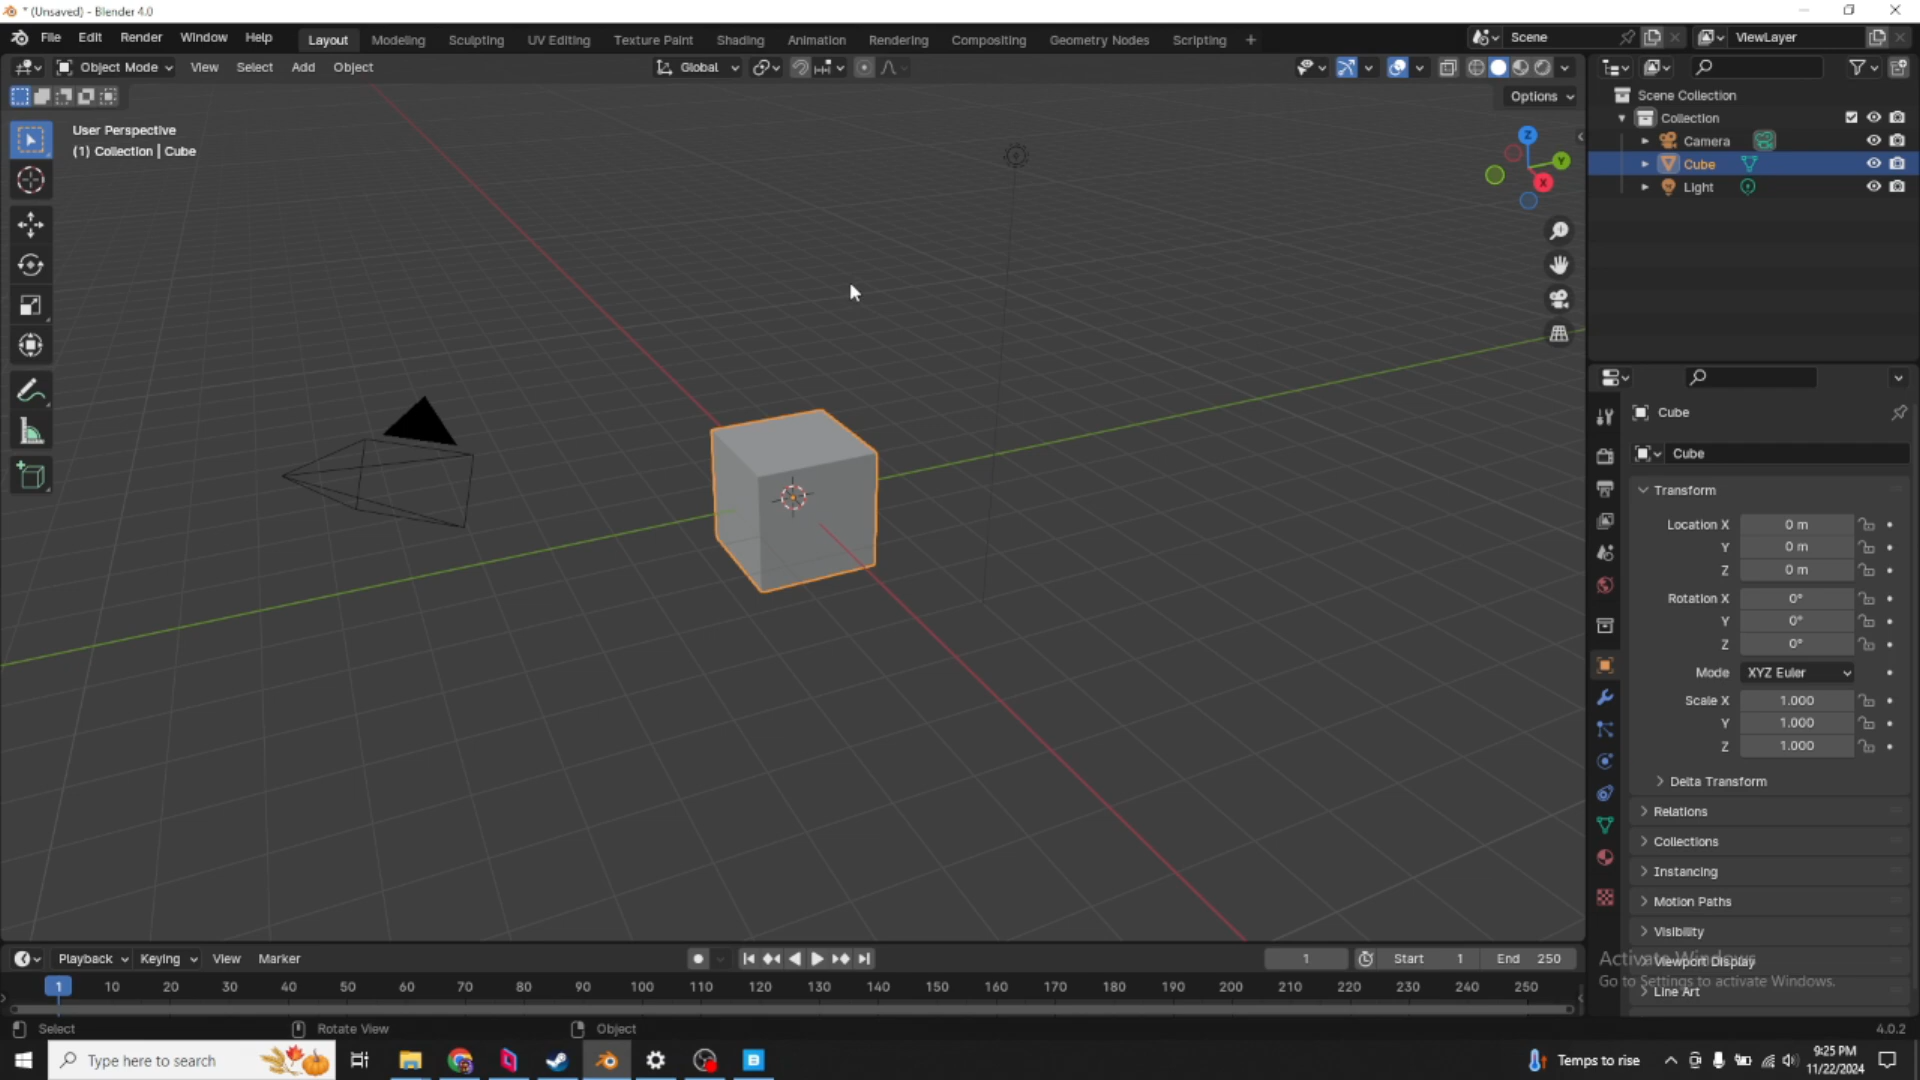 * (Unsaved) - Blender 4.0
File Edit Render Window Help Layout Modeling Sculpting UV Editing Texture Paint Shading Animation Rendering Compositing Geometry Nodes Scripting + Scene ViewLayer
Object Mode View Select Add Object Global
Options
User Perspective
(1) Collection | Cube
Z
Y
X
Scene Collection
Collection
Camera
Cube
Light
Cube
Cube
Transform
Location X 0 m
Y 0 m
Z 0 m
Rotation X 0°
Y 0°
Z 0°
Mode XYZ Euler
Scale X 1.000
Y 1.000
Z 1.000
Delta Transform
Relations
Collections
Instancing
Motion Paths
Visibility
Viewport Display
Activate Windows
Go to Settings to activate Windows.
Line Art
Playback Keying View Marker 1 Start 1 End 250
1 10 20 30 40 50 60 70 80 90 100 110 120 130 140 150 160 170 180 190 200 210 220 230 240 250
Select Rotate View Object 4.0.2
Type here to search Temps to rise 9:25 PM
11/22/2024